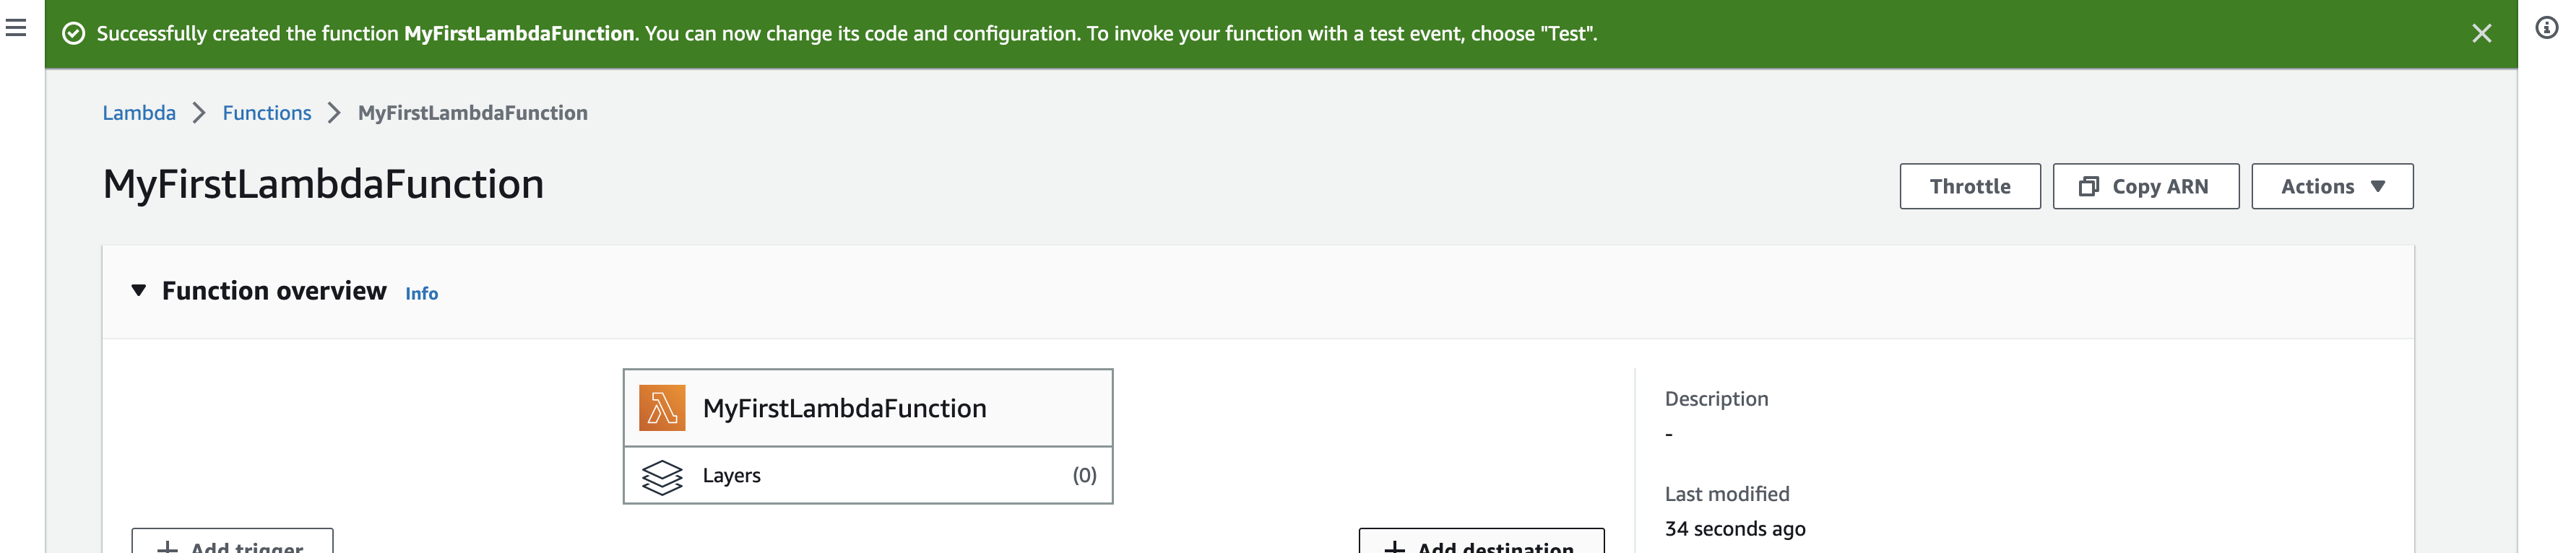 Successfully created the function MyFirstLambdaFunction. You can now change its code and configuration. To invoke your function with a test event, choose "Test".
Lambda Functions MyFirstLambdaFunction
MyFirstLambdaFunction
Throttle Copy ARN Actions
Function overview Info
MyFirstLambdaFunction
Layers (0)
Description
-
Last modified
34 seconds ago
Add trigger Add destination